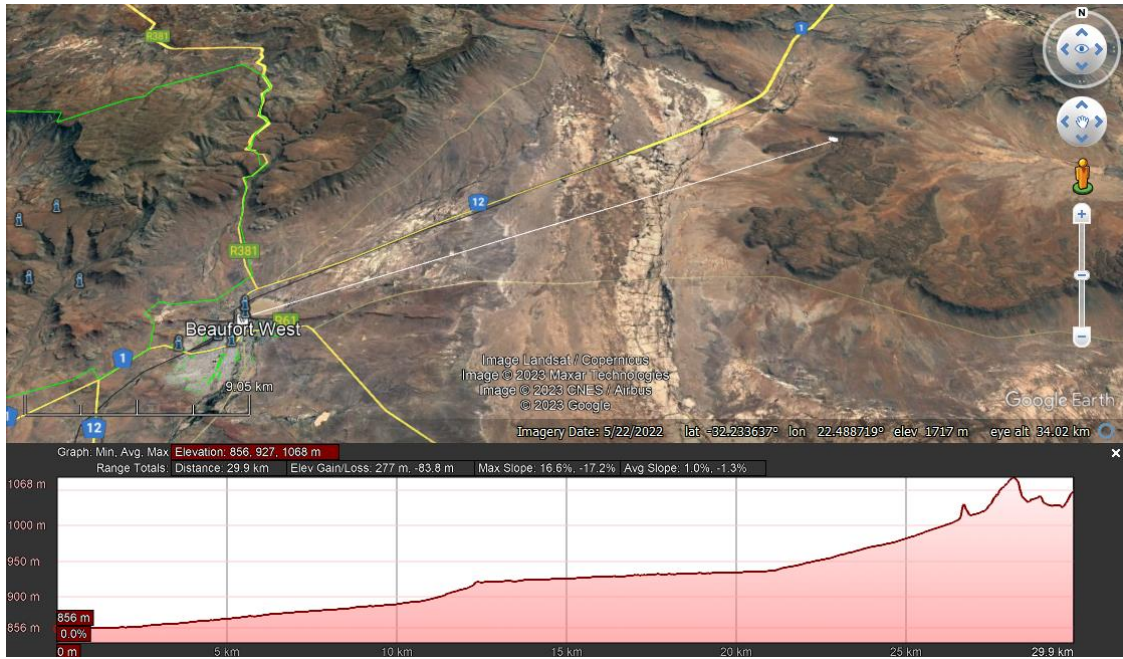 R381
1
N
12
R381
R61
Beaufort West
1
9.05 km
12
1
Image Landsat / Copernicus
Image © 2023 Maxar Technologies
Image © 2023 CNES / Airbus
© 2023 Google
Google Earth
Imagery Date: 5/22/2022 lat -32.233637° lon 22.488719° elev 1717 m eye alt 34.02 km
Graph: Min, Avg, Max Elevation: 856, 927, 1068 m
Range Totals: Distance: 29.9 km Elev Gain/Loss: 277 m, -83.8 m Max Slope: 16.6%, -17.2% Avg Slope: 1.0%, -1.3%
1068 m
1000 m
950 m
900 m
856 m
856 m
0.0%
0 m 5 km 10 km 15 km 20 km 25 km 29.9 km